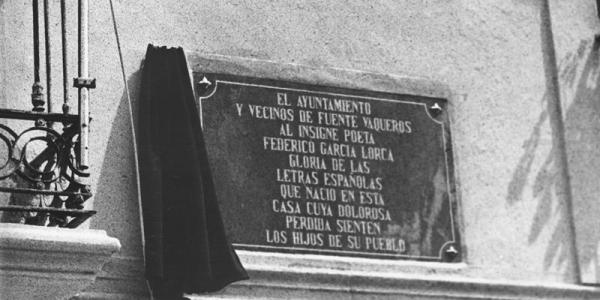 EL AYUNTAMIENTO
Y VECINOS DE FUENTE VAQUEROS
AL INSIGNE POETA
FEDERICO GARCIA LORCA
GLORIA DE LAS
LETRAS ESPAÑOLAS
QUE NACIO EN ESTA
CASA CUYA DOLOROSA
PERDIDA SIENTEN
LOS HIJOS DE SU PUEBLO